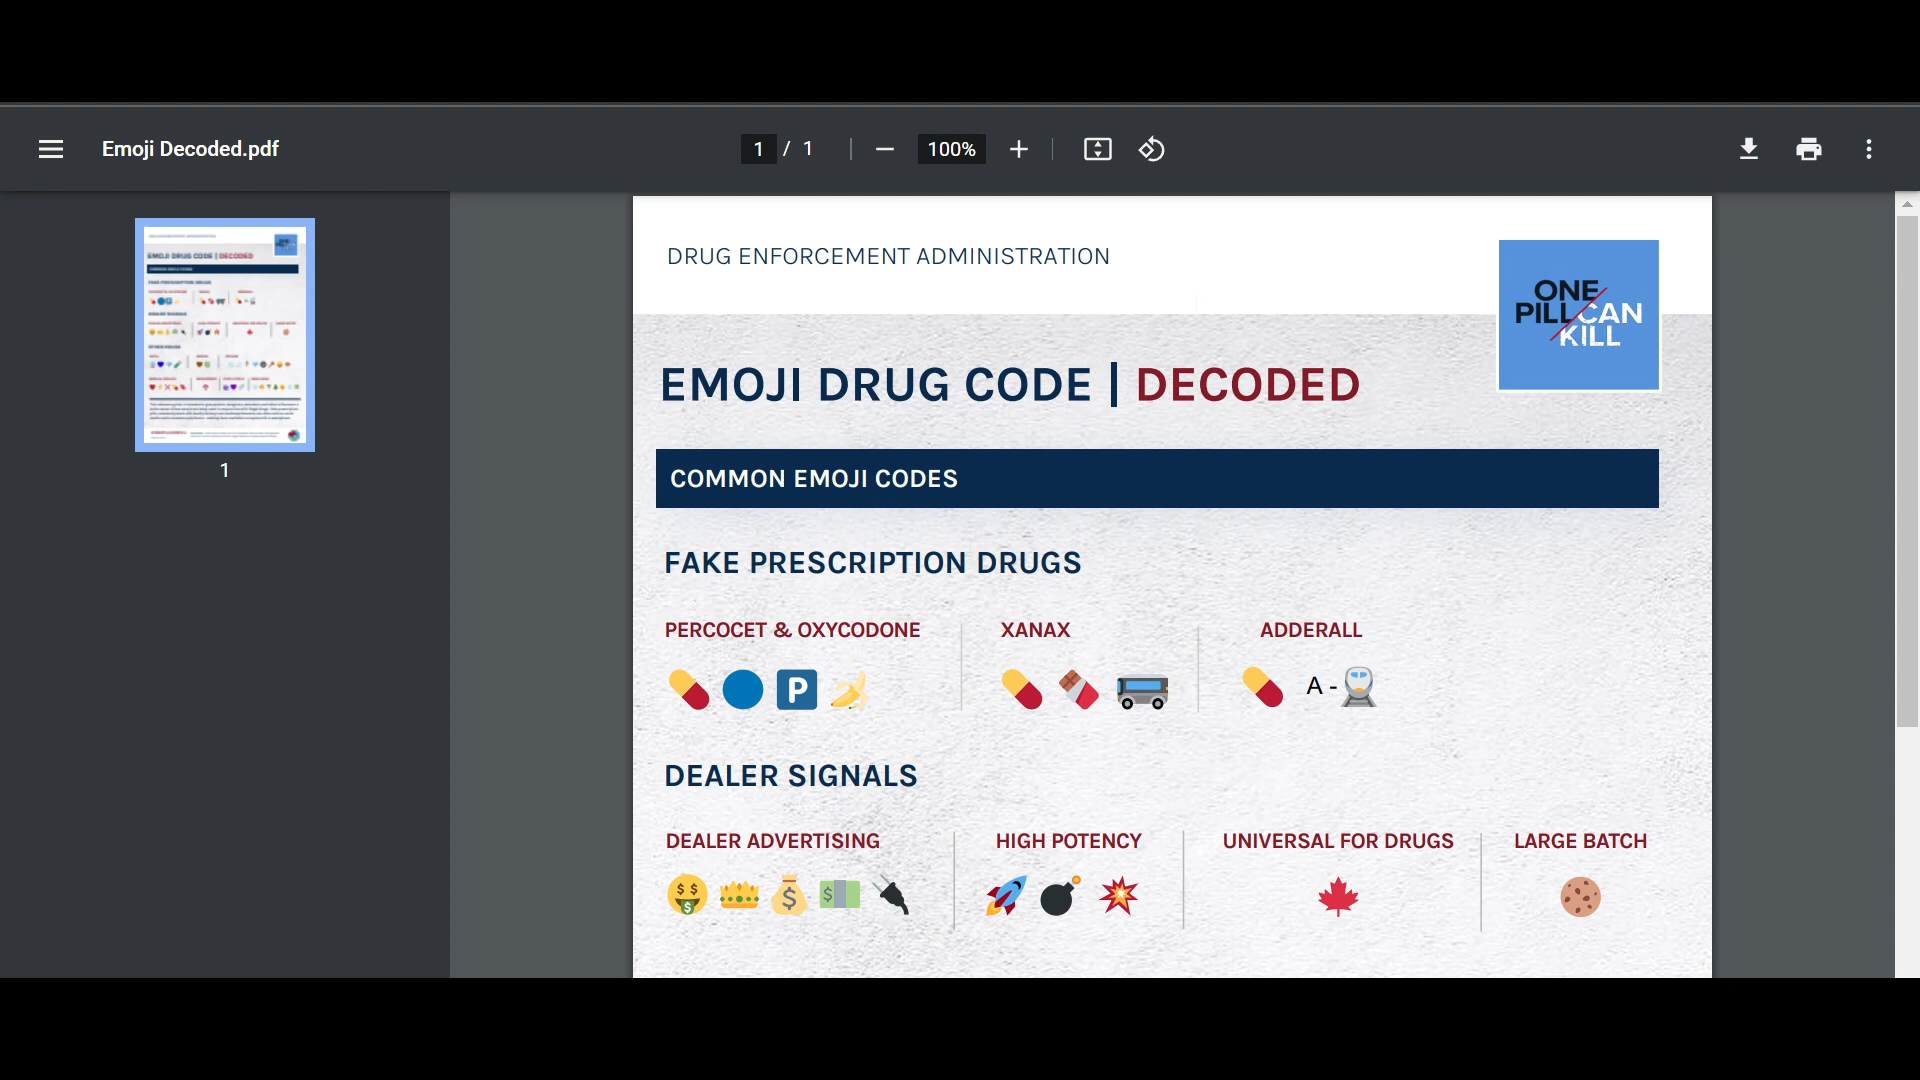 Emoji Decoded.pdf
1 / 1
100%
1
DRUG ENFORCEMENT ADMINISTRATION
ONE
PILL CAN
KILL
EMOJI DRUG CODE | DECODED
COMMON EMOJI CODES
FAKE PRESCRIPTION DRUGS
PERCOCET & OXYCODONE
XANAX
ADDERALL
P
A -
DEALER SIGNALS
DEALER ADVERTISING
HIGH POTENCY
UNIVERSAL FOR DRUGS
LARGE BATCH